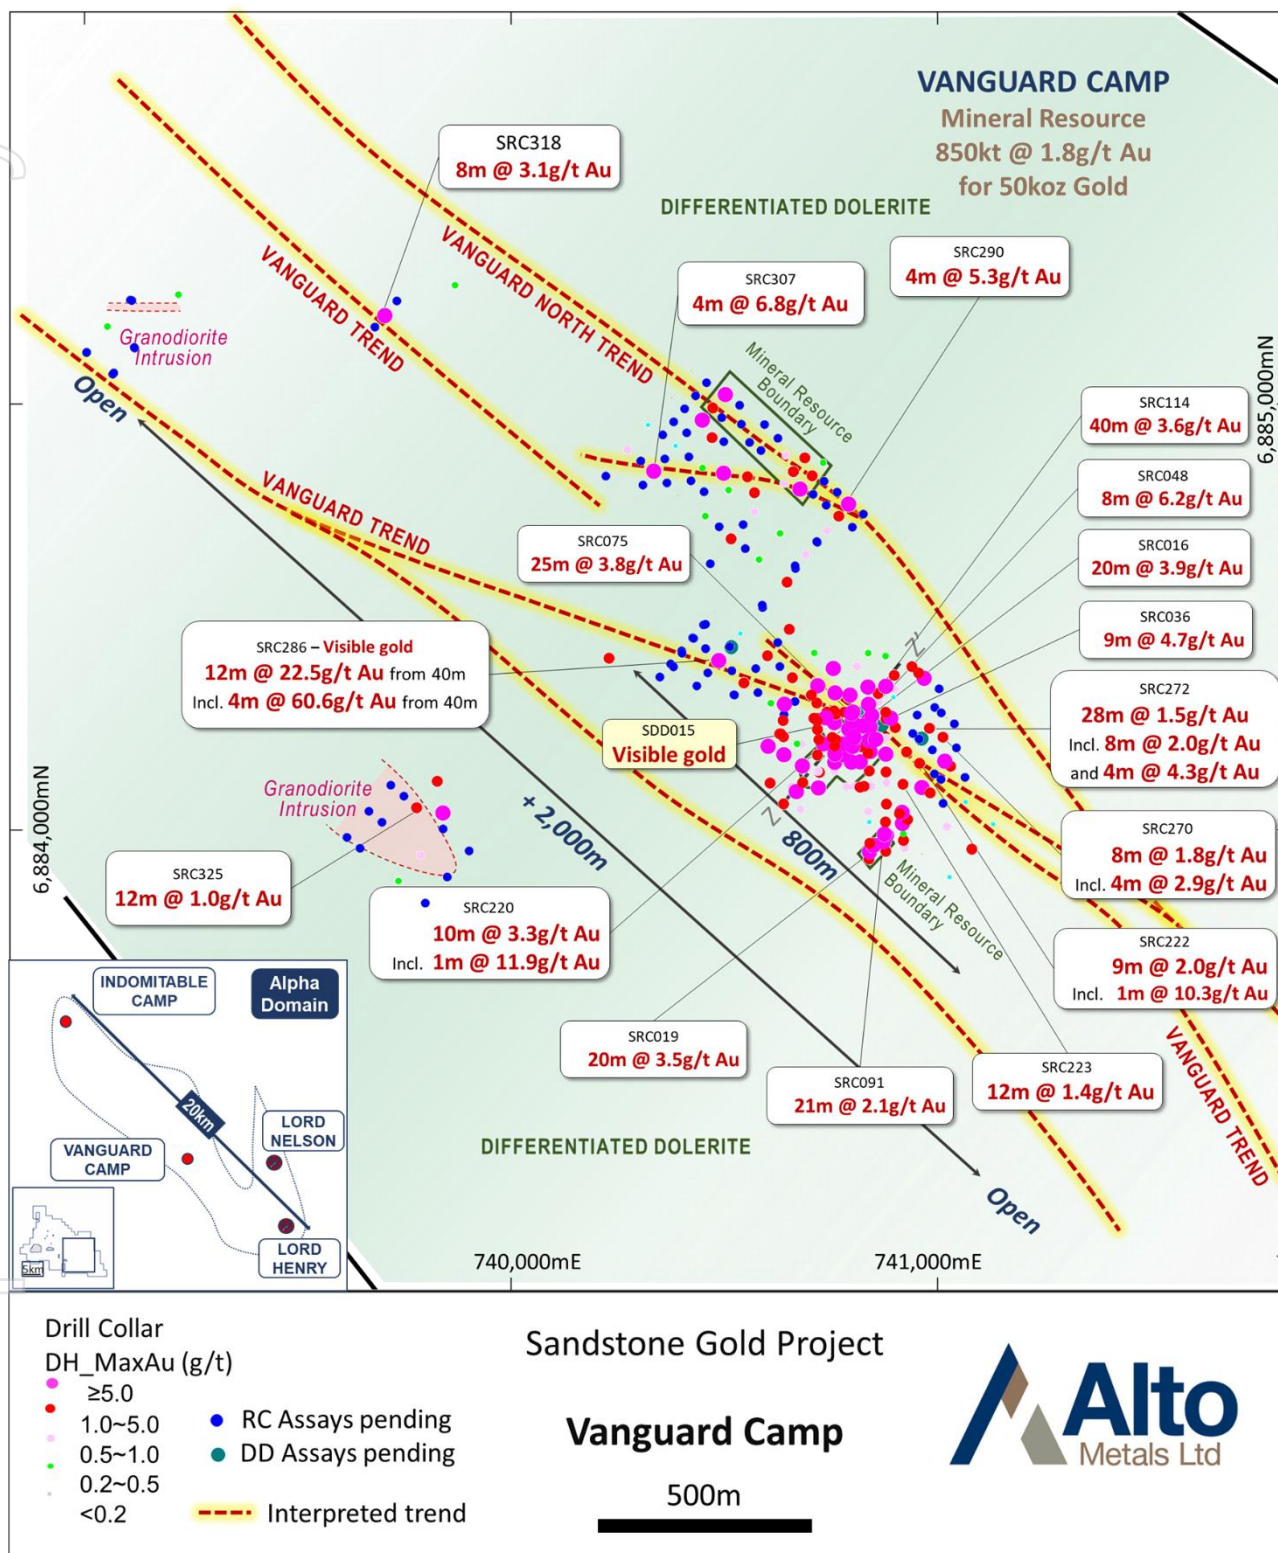 VANGUARD CAMP
Mineral Resource
850kt @ 1.8g/t Au
for 50koz Gold
SRC318
8m @ 3.1g/t Au
DIFFERENTIATED DOLERITE
SRC290
4m @ 5.3g/t Au
SRC307
4m @ 6.8g/t Au
VANGUARD NORTH TREND
VANGUARD TREND
Granodiorite
Intrusion
Open
Mineral Resource
Boundary
6,885,000mN
SRC114
40m @ 3.6g/t Au
SRC048
8m @ 6.2g/t Au
VANGUARD TREND
SRC075
25m @ 3.8g/t Au
SRC016
20m @ 3.9g/t Au
SRC036
9m @ 4.7g/t Au
SRC286 – Visible gold
12m @ 22.5g/t Au from 40m
Incl. 4m @ 60.6g/t Au from 40m
Z'
SRC272
28m @ 1.5g/t Au
Incl. 8m @ 2.0g/t Au
and 4m @ 4.3g/t Au
SDD015
Visible gold
6,884,000mN
Granodiorite
Intrusion
+ 2,000m
Z
800m
SRC270
8m @ 1.8g/t Au
Incl. 4m @ 2.9g/t Au
SRC325
12m @ 1.0g/t Au
Mineral Resource
Boundary
SRC220
10m @ 3.3g/t Au
Incl. 1m @ 11.9g/t Au
SRC222
9m @ 2.0g/t Au
Incl. 1m @ 10.3g/t Au
SRC019
20m @ 3.5g/t Au
SRC091
21m @ 2.1g/t Au
SRC223
12m @ 1.4g/t Au
VANGUARD TREND
DIFFERENTIATED DOLERITE
Open
INDOMITABLE
CAMP
Alpha
Domain
20km
LORD
NELSON
VANGUARD
CAMP
LORD
HENRY
5km
740,000mE
741,000mE
Drill Collar
DH_MaxAu (g/t)
≥5.0
1.0~5.0
0.5~1.0
0.2~0.5
<0.2
RC Assays pending
DD Assays pending
Interpreted trend
Sandstone Gold Project
Vanguard Camp
500m
Alto
Metals Ltd